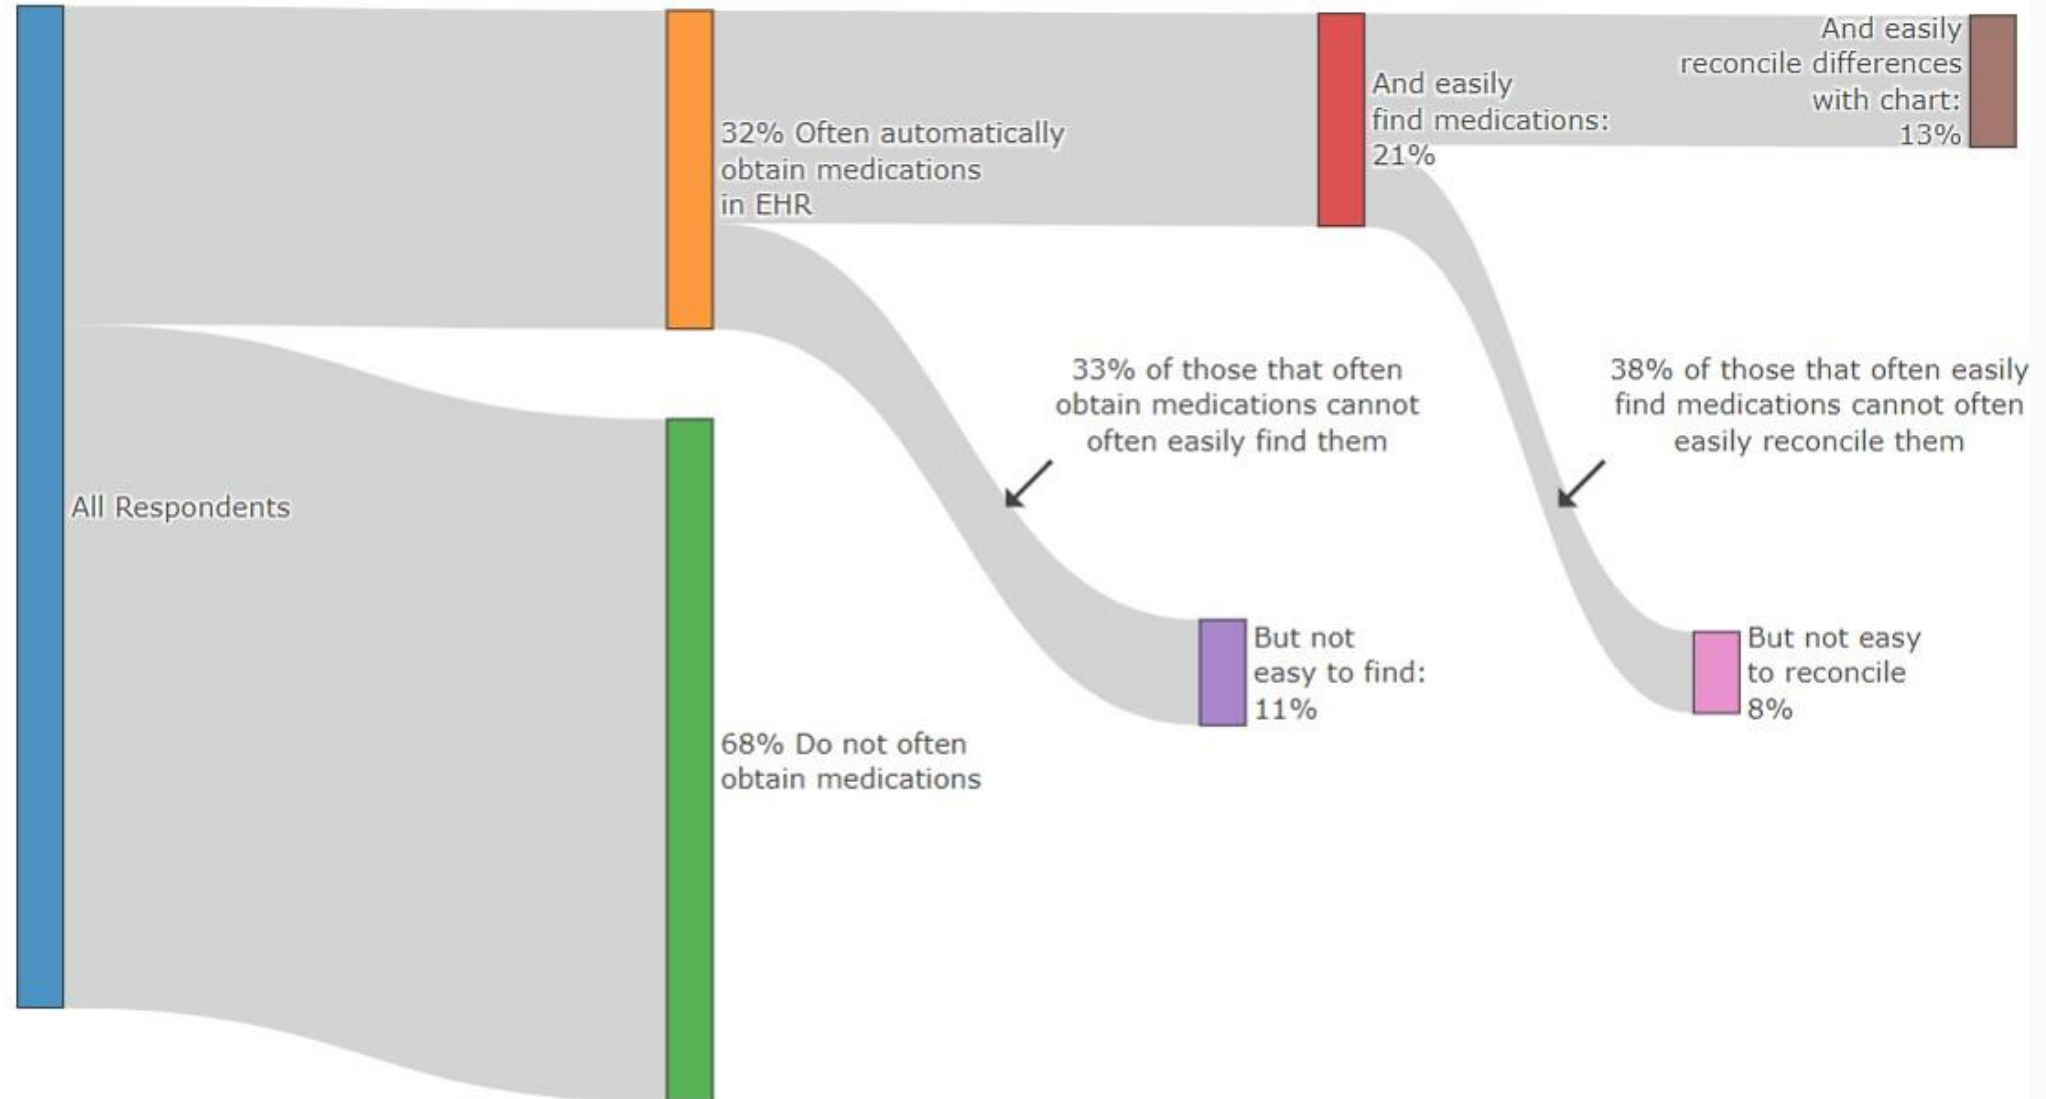 And easily
reconcile differences
with chart:
13%
And easily
find medications:
21%
32% Often automatically
obtain medications
in EHR
33% of those that often
obtain medications cannot
often easily find them
38% of those that often easily
find medications cannot often
easily reconcile them
All Respondents
But not
easy to find:
11%
But not easy
to reconcile
8%
68% Do not often
obtain medications